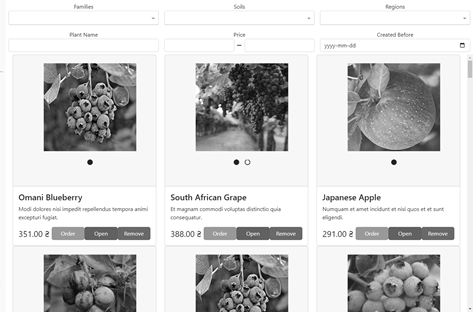 Families Soils Regions
Plant Name Price Created Before
— yyyy-mm-dd
Omani Blueberry
Modi dolores nisi impedit repellendus tempora animi
excepturi fugiat.
351.00 ₴ Order Open Remove
South African Grape
Et magnam commodi voluptas distinctio quia
consequatur.
388.00 ₴ Order Open Remove
Japanese Apple
Numquam et amet incidunt et nisi quos et et sunt
eligendi.
291.00 ₴ Order Open Remove